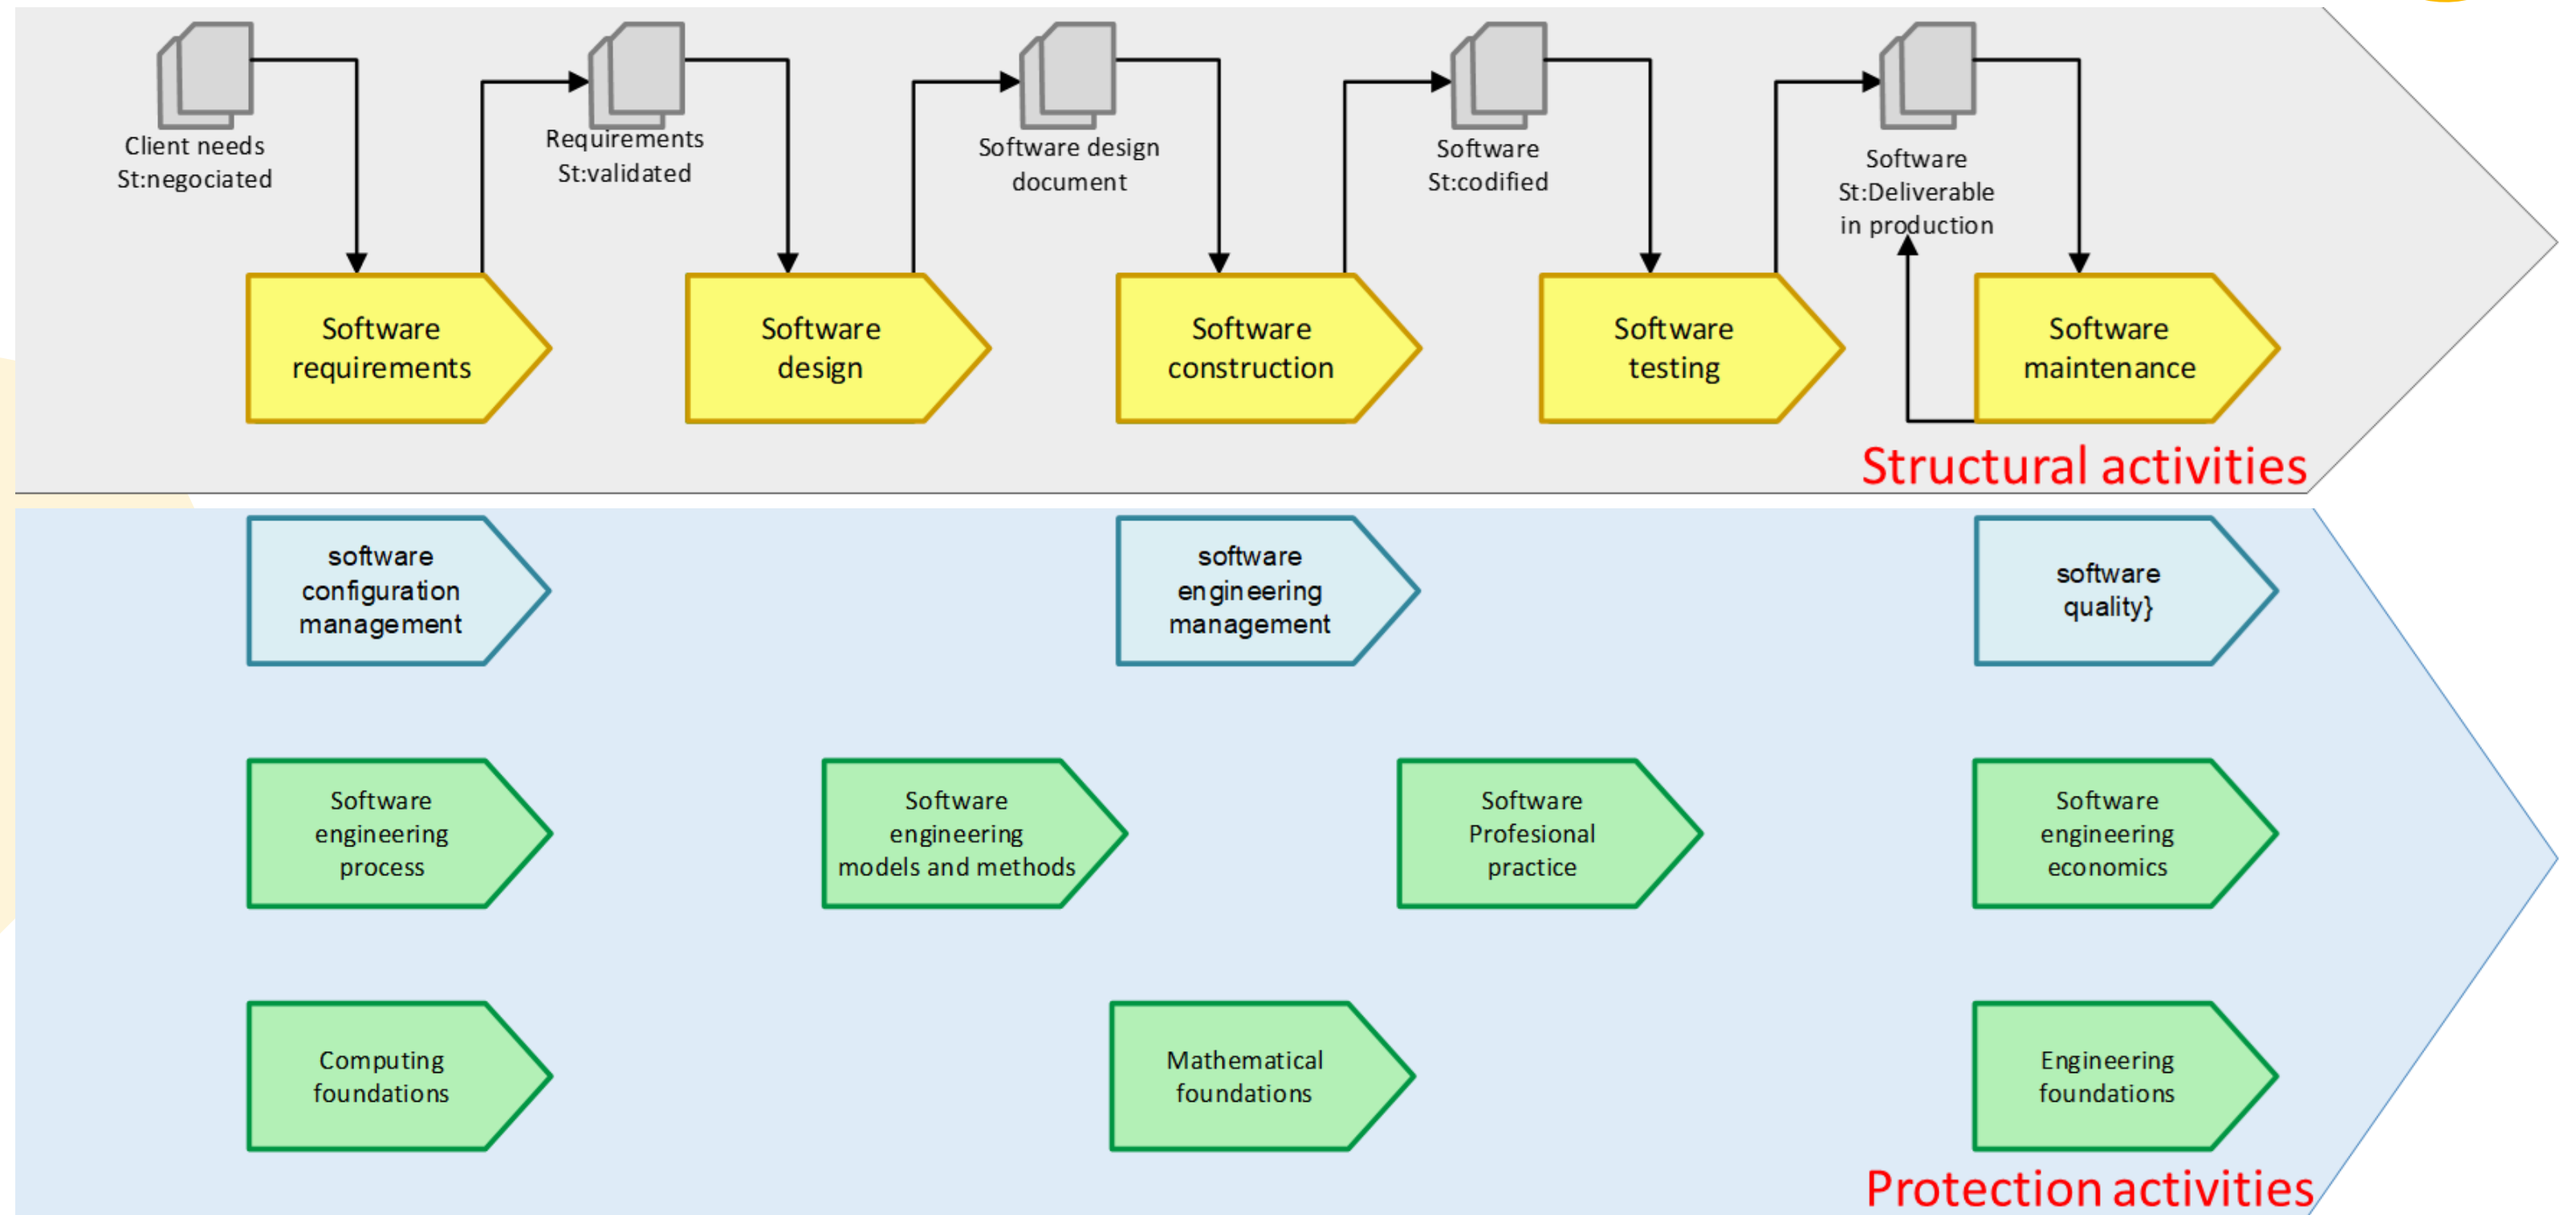 Client needs
St:negociated
Requirements
St:validated
Software design
document
Software
St:codified
Software
St:Deliverable
in production
Software
requirements
Software
design
Software
construction
Software
testing
Software
maintenance
Structural activities
software
configuration
management
software
engineering
management
software
quality}
Software
engineering
process
Software
engineering
models and methods
Software
Profesional
practice
Software
engineering
economics
Computing
foundations
Mathematical
foundations
Engineering
foundations
Protection activities